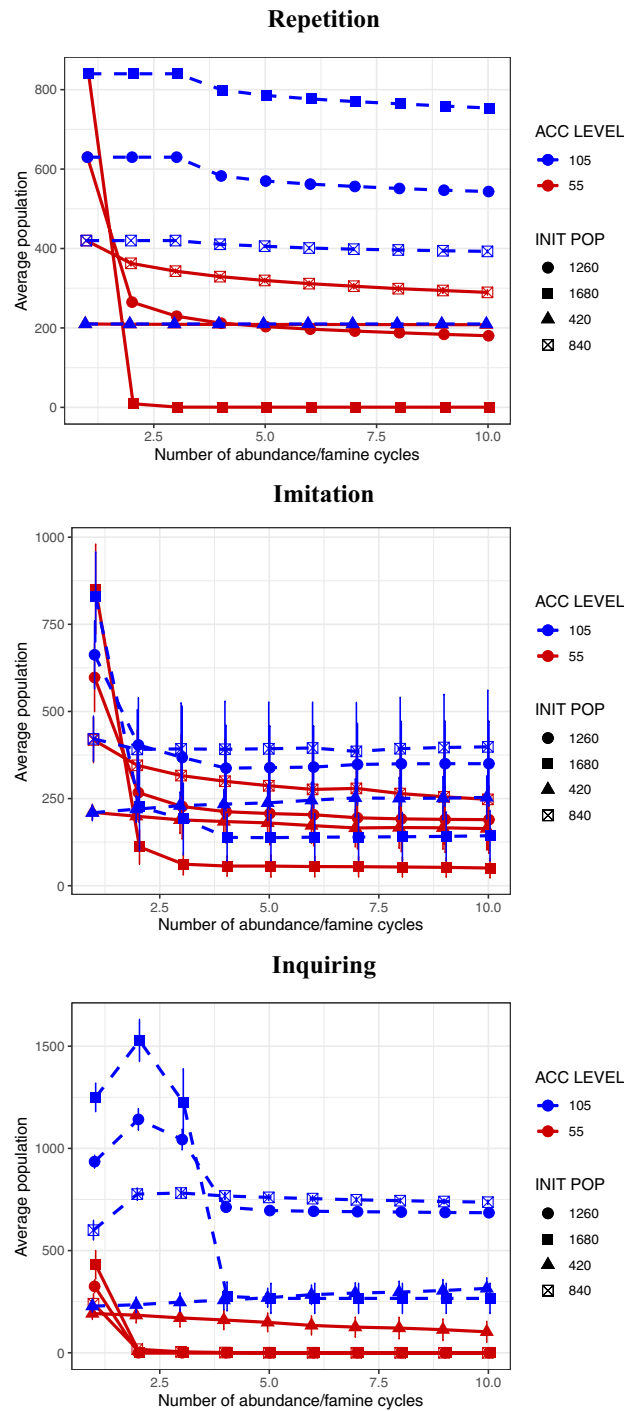 Repetition
800
600
400
200
0
Average population
2.5 5.0 7.5 10.0
Number of abundance/famine cycles
ACC LEVEL
105
55
INIT POP
1260
1680
420
840
Imitation
1000
750
500
250
0
Average population
2.5 5.0 7.5 10.0
Number of abundance/famine cycles
ACC LEVEL
105
55
INIT POP
1260
1680
420
840
Inquiring
1500
1000
500
0
Average population
2.5 5.0 7.5 10.0
Number of abundance/famine cycles
ACC LEVEL
105
55
INIT POP
1260
1680
420
840